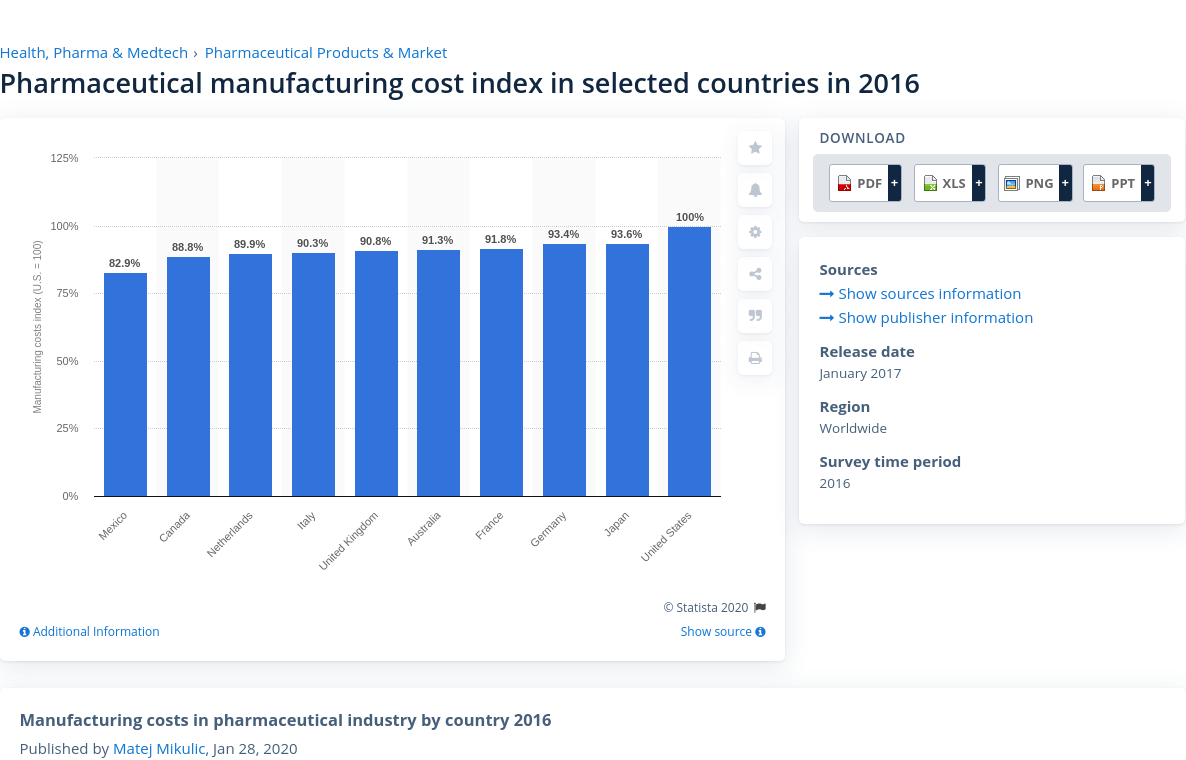 Health, Pharma & Medtech › Pharmaceutical Products & Market
Pharmaceutical manufacturing cost index in selected countries in 2016
Manufacturing costs index (U.S. = 100)
125%
100%
75%
50%
25%
0%
82.9%
88.8%
89.9%
90.3%
90.8%
91.3%
91.8%
93.4%
93.6%
100%
Mexico
Canada
Netherlands
Italy
United Kingdom
Australia
France
Germany
Japan
United States
© Statista 2020
Additional Information
Show source
DOWNLOAD
PDF + XLS + PNG + PPT +
Sources
Show sources information
Show publisher information
Release date
January 2017
Region
Worldwide
Survey time period
2016
Manufacturing costs in pharmaceutical industry by country 2016
Published by Matej Mikulic, Jan 28, 2020